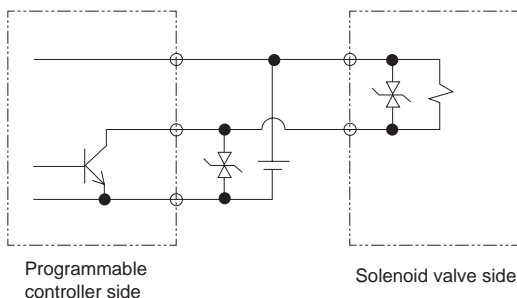 Programmable
controller side
Solenoid valve side